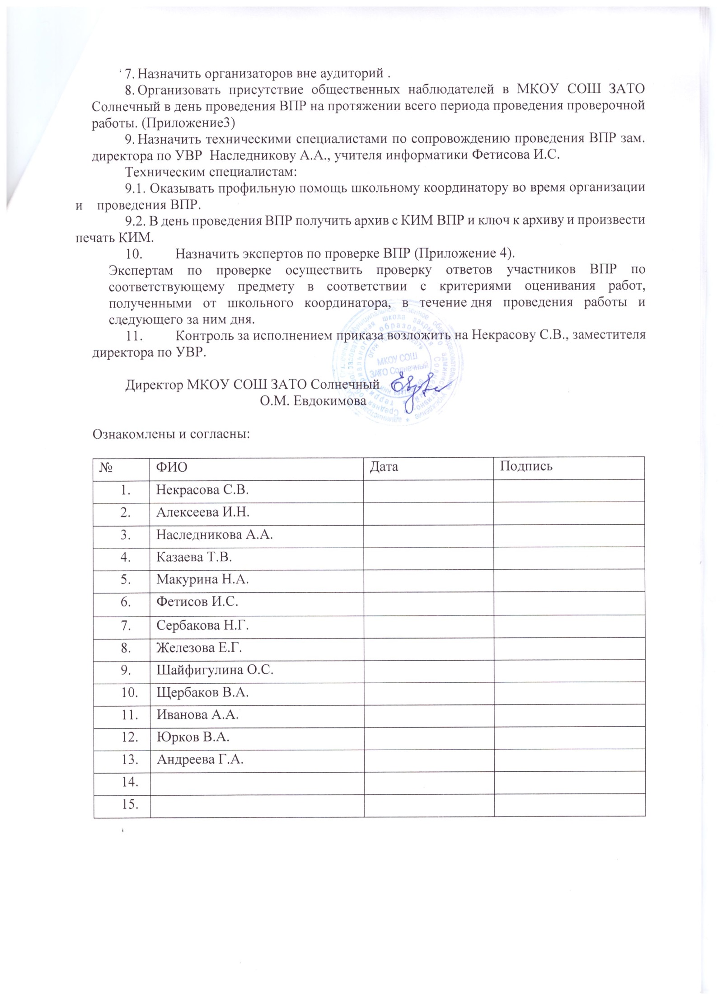 7. Назначить организаторов вне аудиторий .
8. Организовать присутствие общественных наблюдателей в МКОУ СОШ ЗАТО
Солнечный в день проведения ВПР на протяжении всего периода проведения проверочной
работы. (Приложение3)
9. Назначить техническими специалистами по сопровождению проведения ВПР зам.
директора по УВР Наследникову А.А., учителя информатики Фетисова И.С.
Техническим специалистам:
9.1. Оказывать профильную помощь школьному координатору во время организации
и проведения ВПР.
9.2. В день проведения ВПР получить архив с КИМ ВПР и ключ к архиву и произвести
печать КИМ.
10. Назначить экспертов по проверке ВПР (Приложение 4).
Экспертам по проверке осуществить проверку ответов участников ВПР по
соответствующему предмету в соответствии с критериями оценивания работ,
полученными от школьного координатора, в течение дня проведения работы и
следующего за ним дня.
11. Контроль за исполнением приказа возложить на Некрасову С.В., заместителя
директора по УВР.
МКОУ СОШ
ЗАТО Солнечный
Директор МКОУ СОШ ЗАТО Солнечный
О.М. Евдокимова
Ознакомлены и согласны:
№ ФИО Дата Подпись
1. Некрасова С.В.
2. Алексеева И.Н.
3. Наследникова А.А.
4. Казаева Т.В.
5. Макурина Н.А.
6. Фетисов И.С.
7. Сербакова Н.Г.
8. Железова Е.Г.
9. Шайфигулина О.С.
10. Щербаков В.А.
11. Иванова А.А.
12. Юрков В.А.
13. Андреева Г.А.
14.
15.